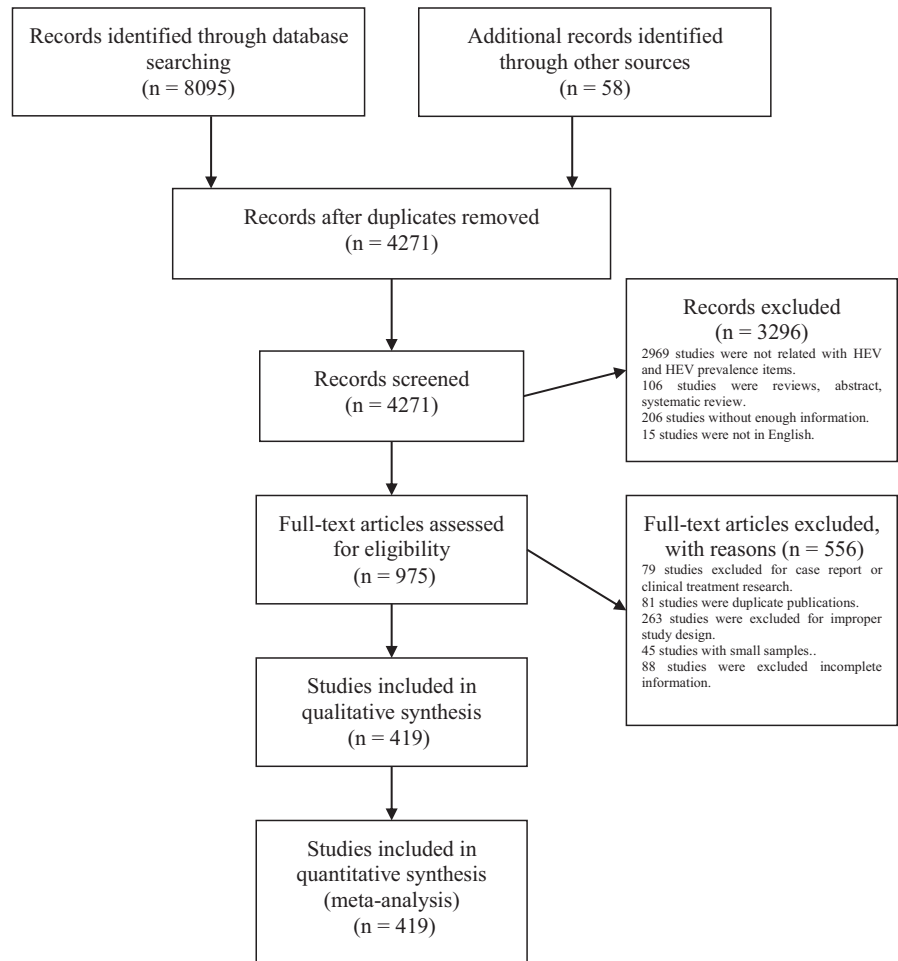 Records identified through database
searching
(n = 8095)
Additional records identified
through other sources
(n = 58)
Records after duplicates removed
(n = 4271)
Records screened
(n = 4271)
Records excluded
(n = 3296)
2969 studies were not related with HEV
and HEV prevalence items.
106 studies were reviews, abstract,
systematic review.
206 studies without enough information.
15 studies were not in English.
Full-text articles assessed
for eligibility
(n = 975)
Full-text articles excluded,
with reasons (n = 556)
79 studies excluded for case report or
clinical treatment research.
81 studies were duplicate publications.
263 studies were excluded for improper
study design.
45 studies with small samples..
88 studies were excluded incomplete
information.
Studies included in
qualitative synthesis
(n = 419)
Studies included in
quantitative synthesis
(meta-analysis)
(n = 419)